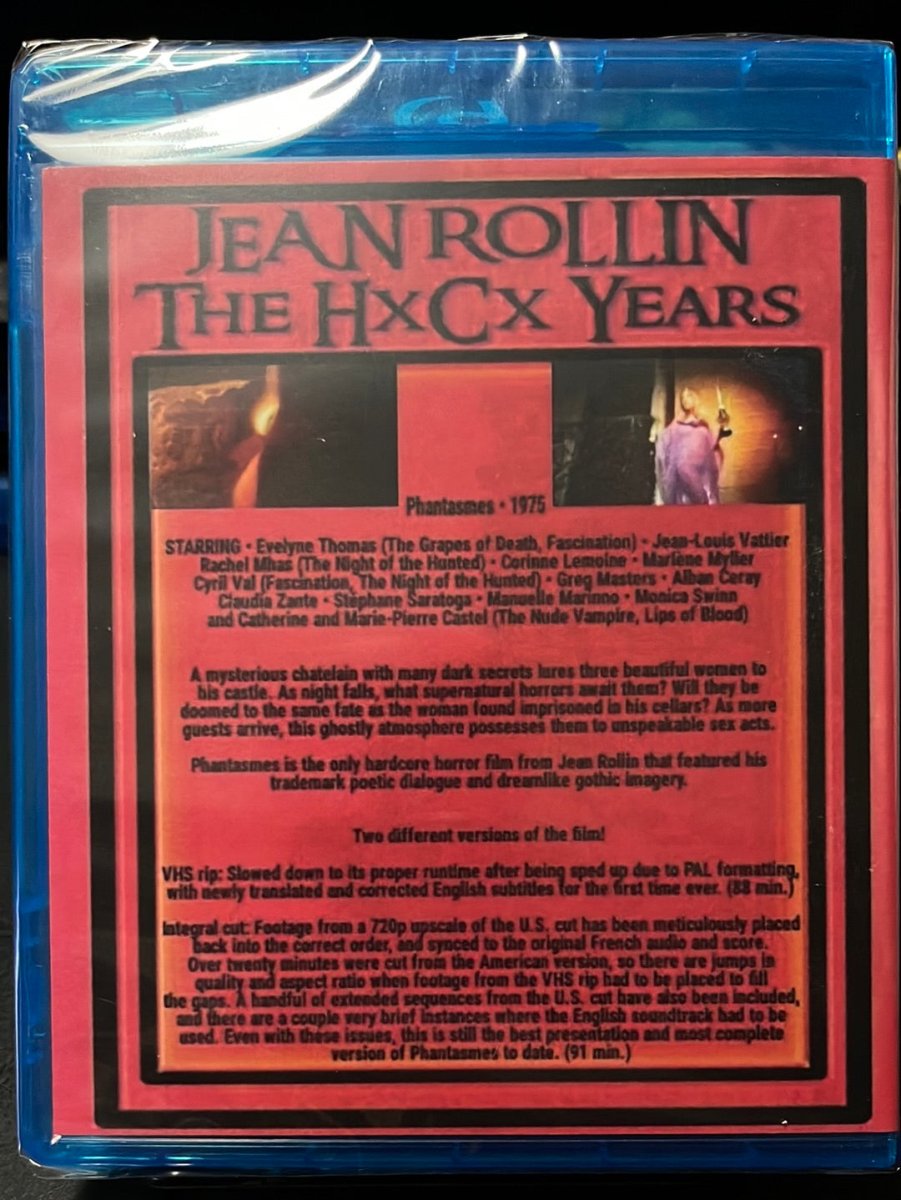 JEAN ROLLIN
THE HXCX YEARS
Phantasmes • 1975
STARRING • Evelyne Thomas (The Grapes of Death, Fascination) • Jean-Louis Vattier
Rachel Mhas (The Night of the Hunted) • Corinne Lemoine • Marlène Myller
Cyril Val (Fascination, The Night of the Hunted) • Greg Masters • Alban Ceray
Claudia Zante • Stéphane Saratoga • Manuelle Marinno • Monica Swinn
and Catherine and Marie-Pierre Castel (The Nude Vampire, Lips of Blood)
A mysterious chatelain with many dark secrets lures three beautiful women to
his castle. As night falls, what supernatural horrors await them? Will they be
doomed to the same fate as the woman found imprisoned in his cellars? As more
guests arrive, this ghostly atmosphere possesses them to unspeakable sex acts.
Phantasmes is the only hardcore horror film from Jean Rollin that featured his
trademark poetic dialogue and dreamlike gothic imagery.
Two different versions of the film!
VHS rip: Slowed down to its proper runtime after being sped up due to PAL formatting,
with newly translated and corrected English subtitles for the first time ever. (88 min.)
Integral cut: Footage from a 720p upscale of the U.S. cut has been meticulously placed
back into the correct order, and synced to the original French audio and score.
Over twenty minutes were cut from the American version, so there are jumps in
quality and aspect ratio when footage from the VHS rip had to be placed to fill
the gaps. A handful of extended sequences from the U.S. cut have also been included,
and there are a couple very brief instances where the English soundtrack had to be
used. Even with these issues, this is still the best presentation and most complete
version of Phantasmes to date. (91 min.)